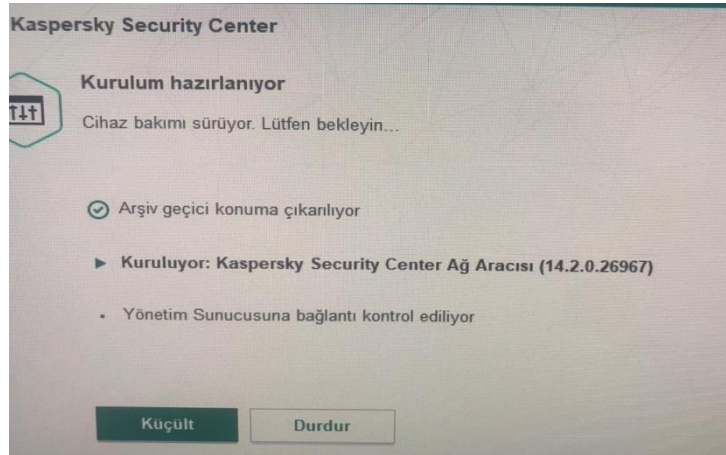 Kaspersky Security Center
Kurulum hazırlanıyor
Cihaz bakımı sürüyor. Lütfen bekleyin...
Arşiv geçici konuma çıkarılıyor
Kuruluyor: Kaspersky Security Center Ağ Aracısı (14.2.0.26967)
Yönetim Sunucusuna bağlantı kontrol ediliyor
Küçült
Durdur